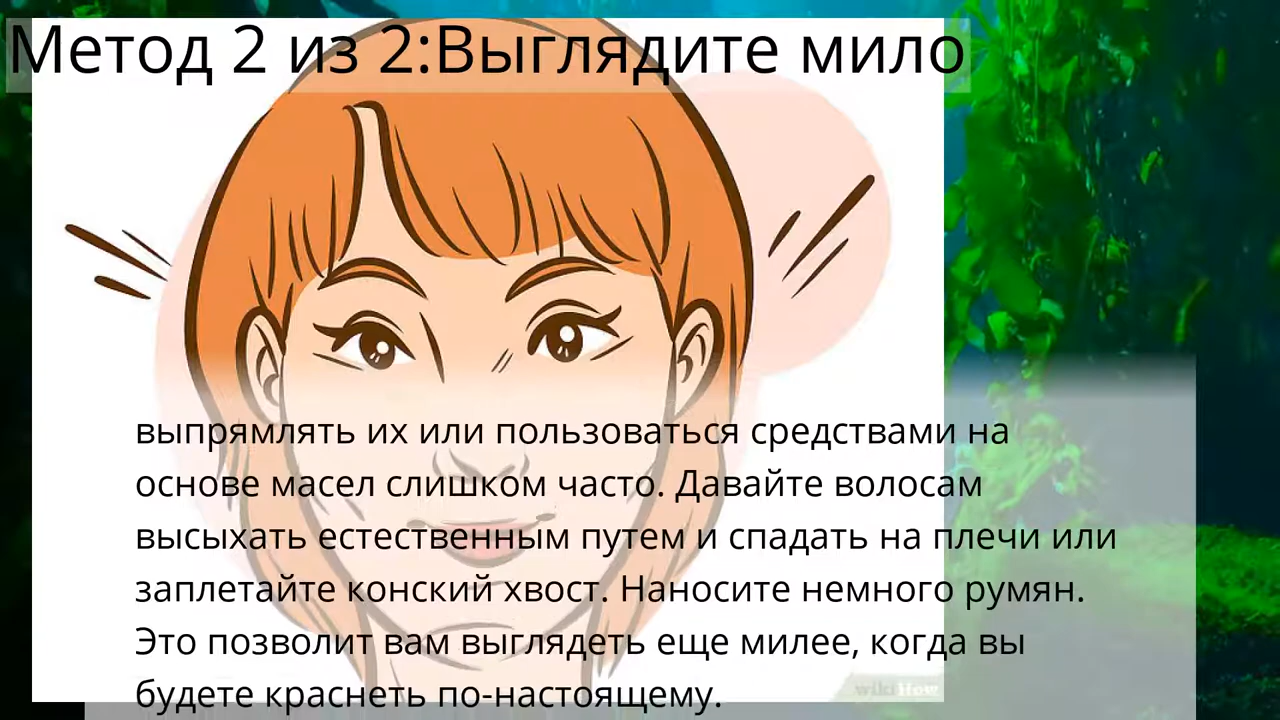 Метод 2 из 2:Выглядите мило
выпрямлять их или пользоваться средствами на
основе масел слишком часто. Давайте волосам
высыхать естественным путем и спадать на плечи или
заплетайте конский хвост. Наносите немного румян.
Это позволит вам выглядеть еще милее, когда вы
будете краснеть по-настоящему.
wikiHow